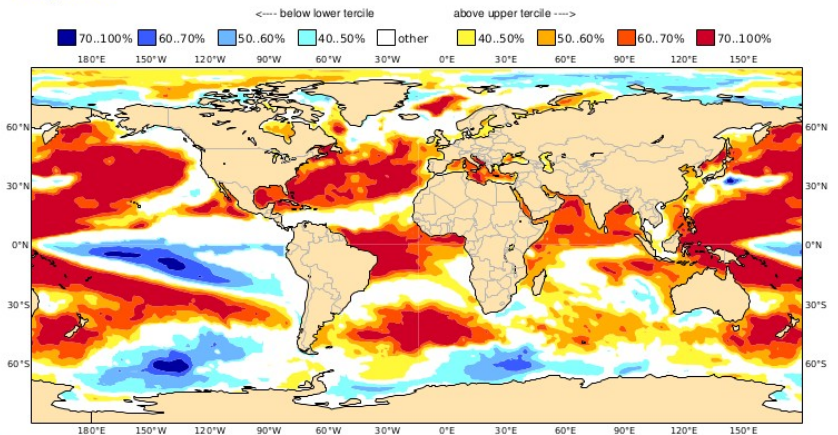 <---- below lower tercile above upper tercile ---->
70..100% 60..70% 50..60% 40..50% other 40..50% 50..60% 60..70% 70..100%
180°E 150°W 120°W 90°W 60°W 30°W 0°E 30°E 60°E 90°E 120°E 150°E
60°N 60°N
30°N 30°N
0°N 0°N
30°S 30°S
60°S 60°S
180°E 150°W 120°W 90°W 60°W 30°W 0°E 30°E 60°E 90°E 120°E 150°E